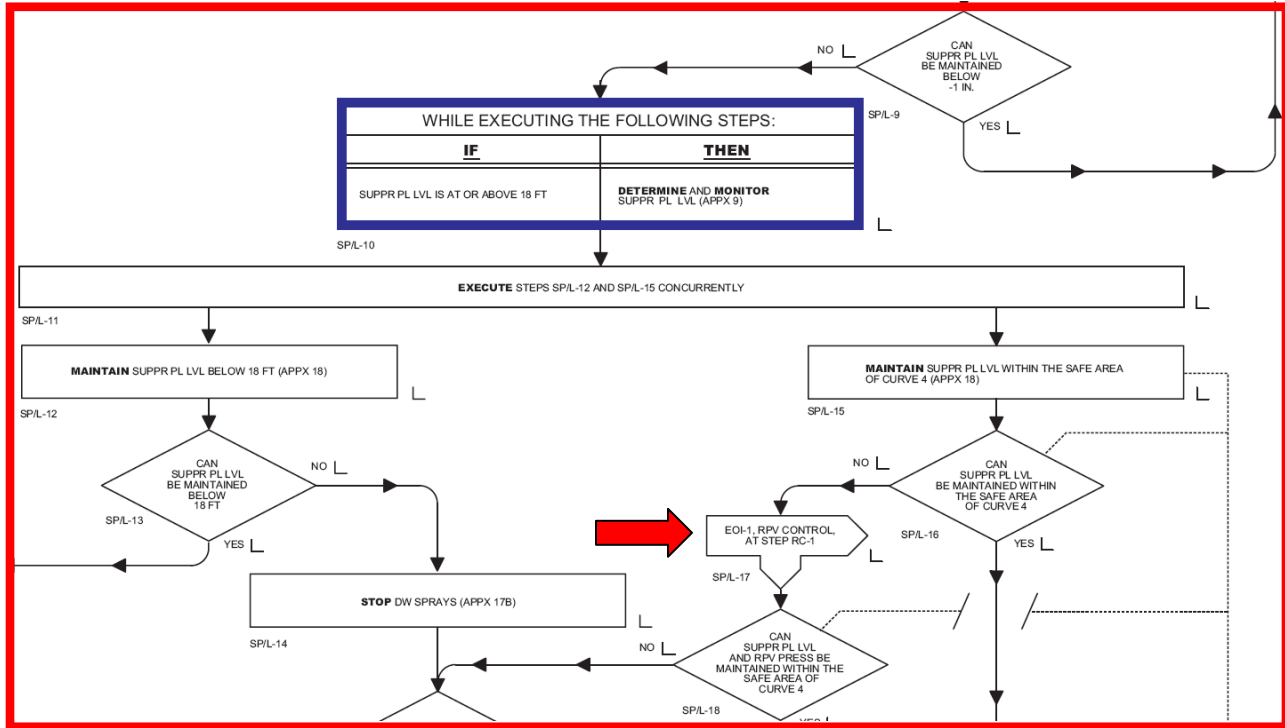 CAN
SUPPR PL LVL
BE MAINTAINED
BELOW
-1 IN.
NO
SP/L-9
YES
WHILE EXECUTING THE FOLLOWING STEPS:
IF
THEN
SUPPR PL LVL IS AT OR ABOVE 18 FT
DETERMINE AND MONITOR
SUPPR PL LVL (APPX 9)
SP/L-10
EXECUTE STEPS SP/L-12 AND SP/L-15 CONCURRENTLY
SP/L-11
MAINTAIN SUPPR PL LVL BELOW 18 FT (APPX 18)
SP/L-12
MAINTAIN SUPPR PL LVL WITHIN THE SAFE AREA
OF CURVE 4 (APPX 18)
SP/L-15
CAN
SUPPR PL LVL
BE MAINTAINED
BELOW
18 FT
NO
SP/L-13
YES
CAN
SUPPR PL LVL
BE MAINTAINED WITHIN
THE SAFE AREA
OF CURVE 4
NO
SP/L-16
YES
EOI-1, RPV CONTROL,
AT STEP RC-1
SP/L-17
STOP DW SPRAYS (APPX 17B)
SP/L-14
CAN
SUPPR PL LVL
AND RPV PRESS BE
MAINTAINED WITHIN THE
SAFE AREA OF
CURVE 4
NO
SP/L-18
YES